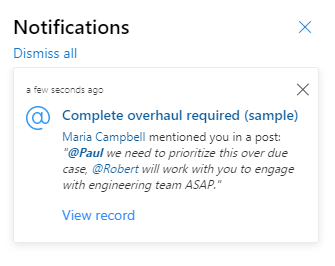 Notifications
Dismiss all
a few seconds ago
@
Complete overhaul required (sample)
Maria Campbell mentioned you in a post:
"@Paul we need to prioritize this over due
case, @Robert will work with you to engage
with engineering team ASAP."
View record